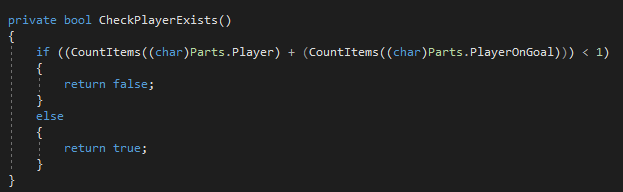 private bool CheckPlayerExists()
{
if ((CountItems((char)Parts.Player) + (CountItems((char)Parts.PlayerOnGoal))) < 1)
{
return false;
}
else
{
return true;
}
}